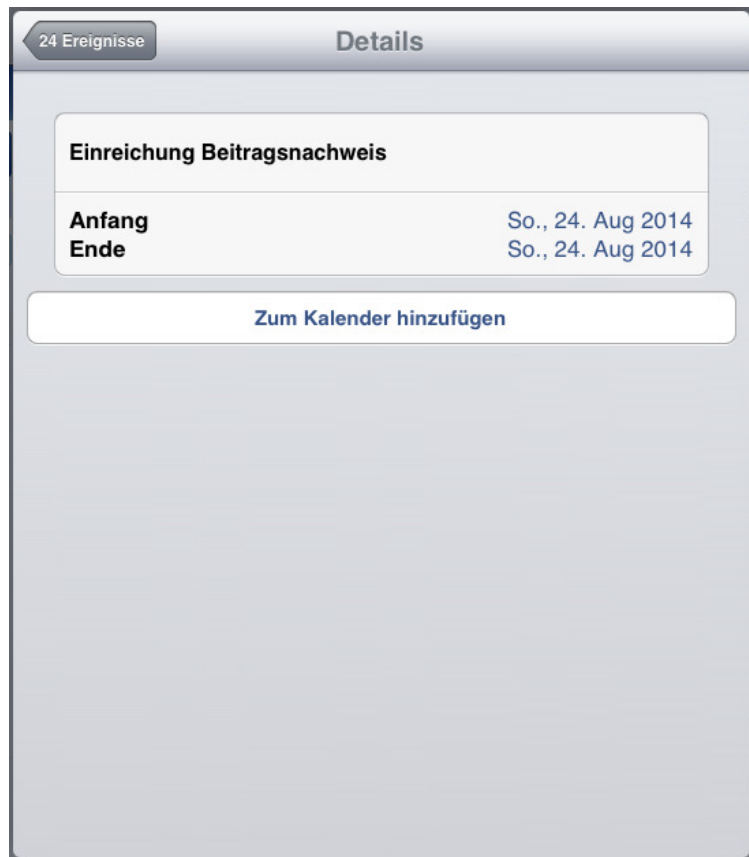 24 Ereignisse
Details
Einreichung Beitragsnachweis
Anfang So., 24. Aug 2014
Ende So., 24. Aug 2014
Zum Kalender hinzufügen